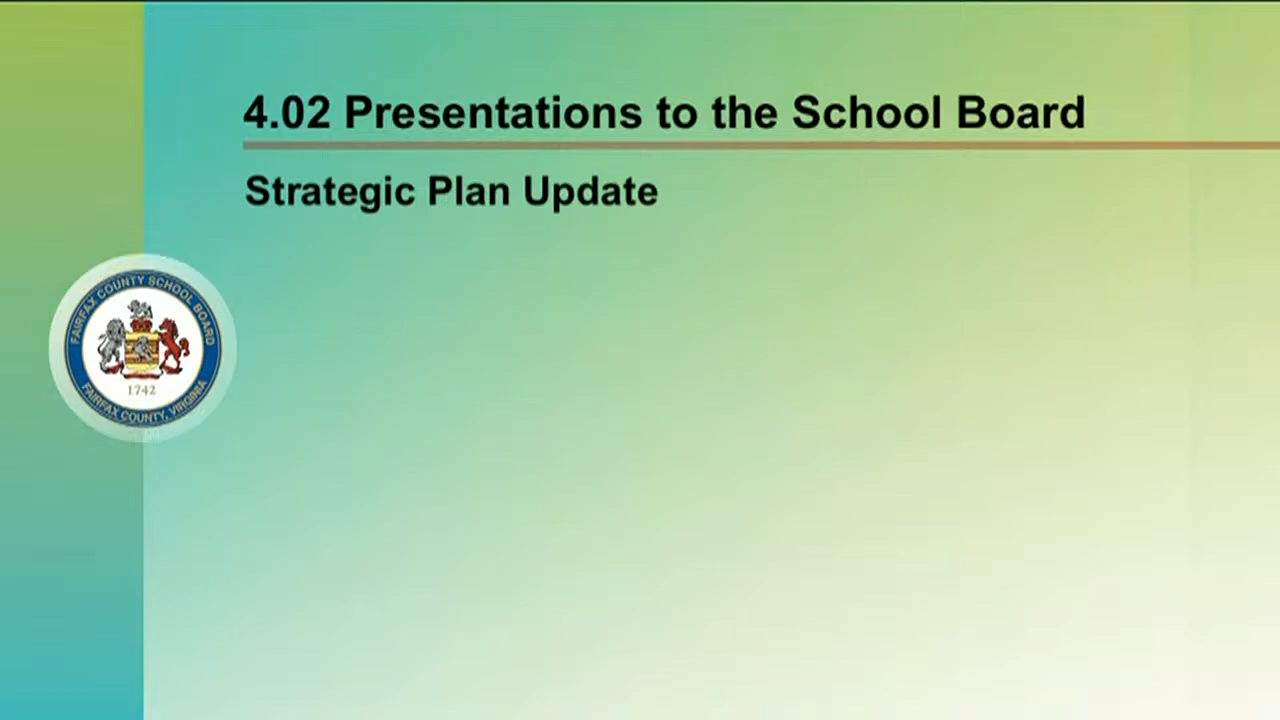 4.02 Presentations to the School Board
Strategic Plan Update
FAIRFAX COUNTY SCHOOL BOARD
1742
FAIRFAX COUNTY, VIRGINIA